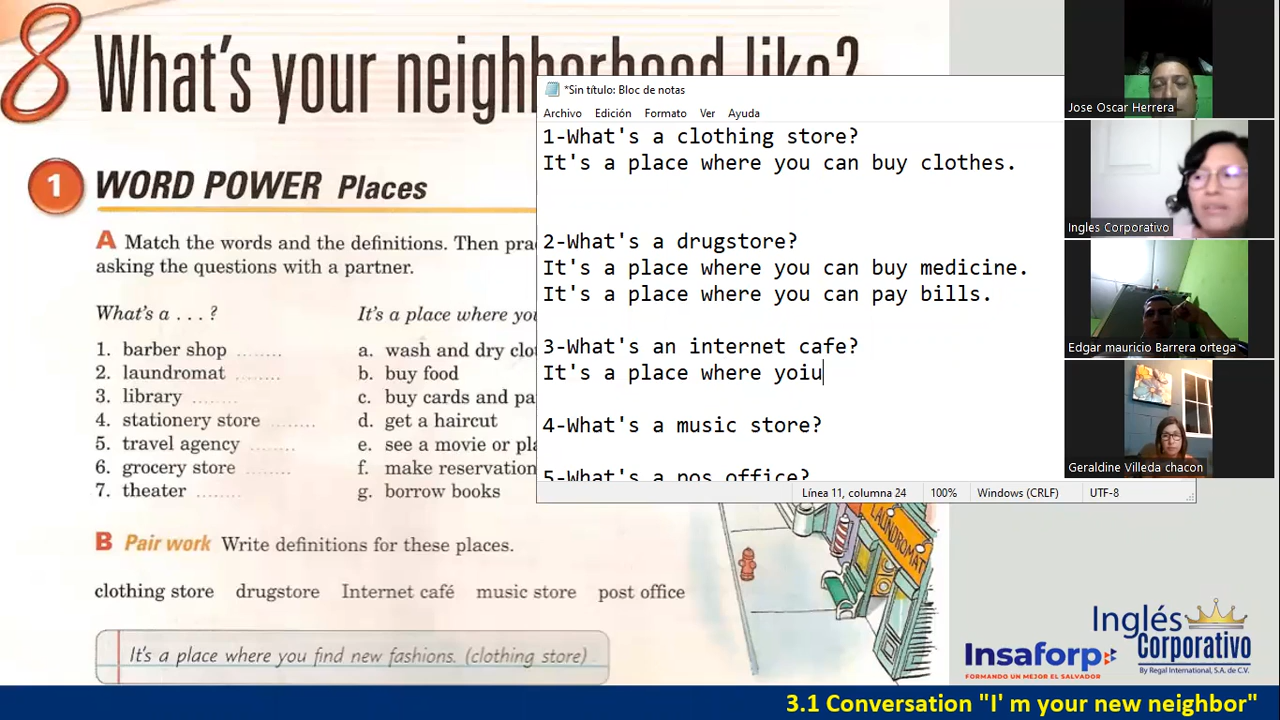 8 What's your neighborhood like?
1 WORD POWER Places
A Match the words and the definitions. Then pra
asking the questions with a partner.
What's a . . . ?
It's a place where you
1. barber shop ........
2. laundromat ........
3. library ........
4. stationery store ........
5. travel agency ........
6. grocery store ........
7. theater ........
a. wash and dry clo
b. buy food
c. buy cards and pa
d. get a haircut
e. see a movie or pla
f. make reservation
g. borrow books
B Pair work Write definitions for these places.
clothing store drugstore Internet café music store post office
It's a place where you find new fashions. (clothing store)
*Sin título: Bloc de notas
Archivo Edición Formato Ver Ayuda
1-What's a clothing store?
It's a place where you can buy clothes.
2-What's a drugstore?
It's a place where you can buy medicine.
It's a place where you can pay bills.
3-What's an internet cafe?
It's a place where yoiu
4-What's a music store?
5-What's a pos office?
Línea 11, columna 24 100% Windows (CRLF) UTF-8
LAUNDROMAT
Jose Oscar Herrera
Ingles Corporativo
Edgar mauricio Barrera ortega
Geraldine Villeda chacon
Insaforp
FORMANDO UN MEJOR EL SALVADOR
Inglés
Corporativo
By Regal International, S.A. de C.V.
3.1 Conversation "I' m your new neighbor"